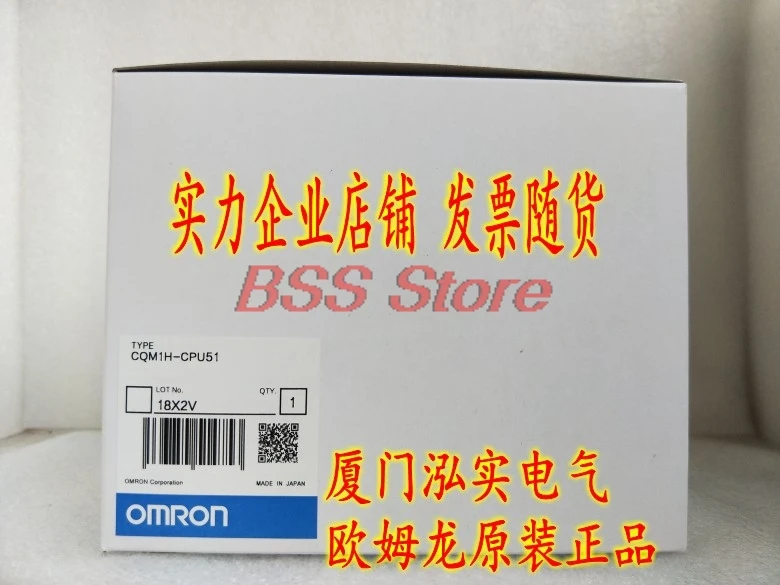 实力企业店铺 发票随货
BSS Store
TYPE
CQM1H-CPU51
LOT No. QTY.
18X2V 1
OMRON Corporation MADE IN JAPAN
OMRON
厦门泓实电气
欧姆龙原装正品